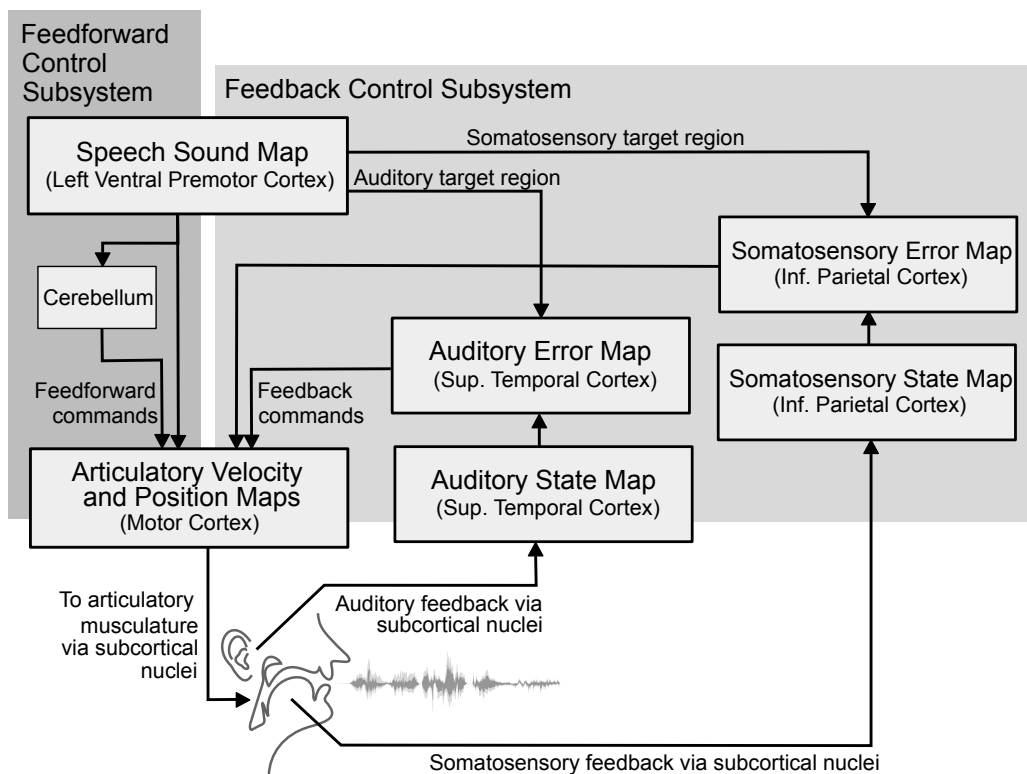 Feedforward
Control
Subsystem
Feedback Control Subsystem
Speech Sound Map
(Left Ventral Premotor Cortex)
Somatosensory target region
Auditory target region
Somatosensory Error Map
(Inf. Parietal Cortex)
Cerebellum
Auditory Error Map
(Sup. Temporal Cortex)
Somatosensory State Map
(Inf. Parietal Cortex)
Feedforward
commands
Feedback
commands
Articulatory Velocity
and Position Maps
(Motor Cortex)
Auditory State Map
(Sup. Temporal Cortex)
To articulatory
musculature
via subcortical
nuclei
Auditory feedback via
subcortical nuclei
Somatosensory feedback via subcortical nuclei